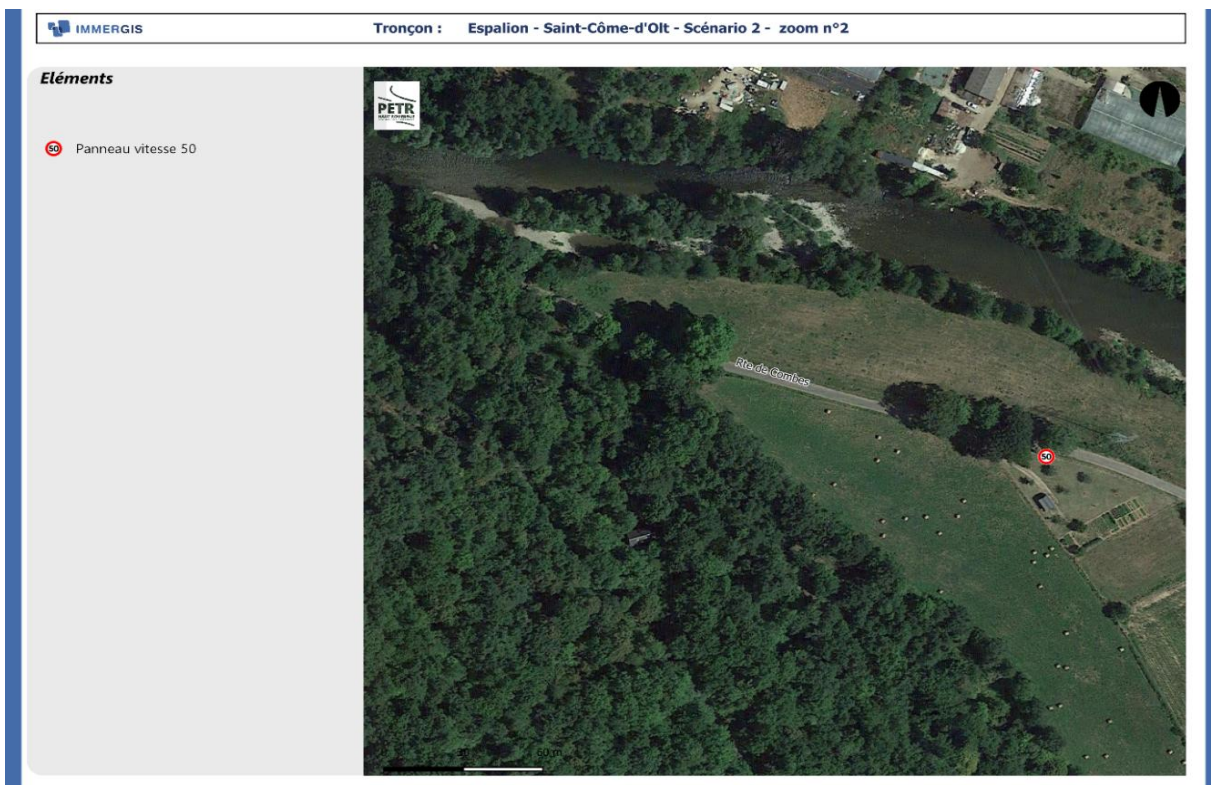 IMMERGIS
Tronçon : Espalion - Saint-Côme-d'Olt - Scénario 2 - zoom n°2
Eléments
50 Panneau vitesse 50
PETR
Rte de Combes
50
60 m